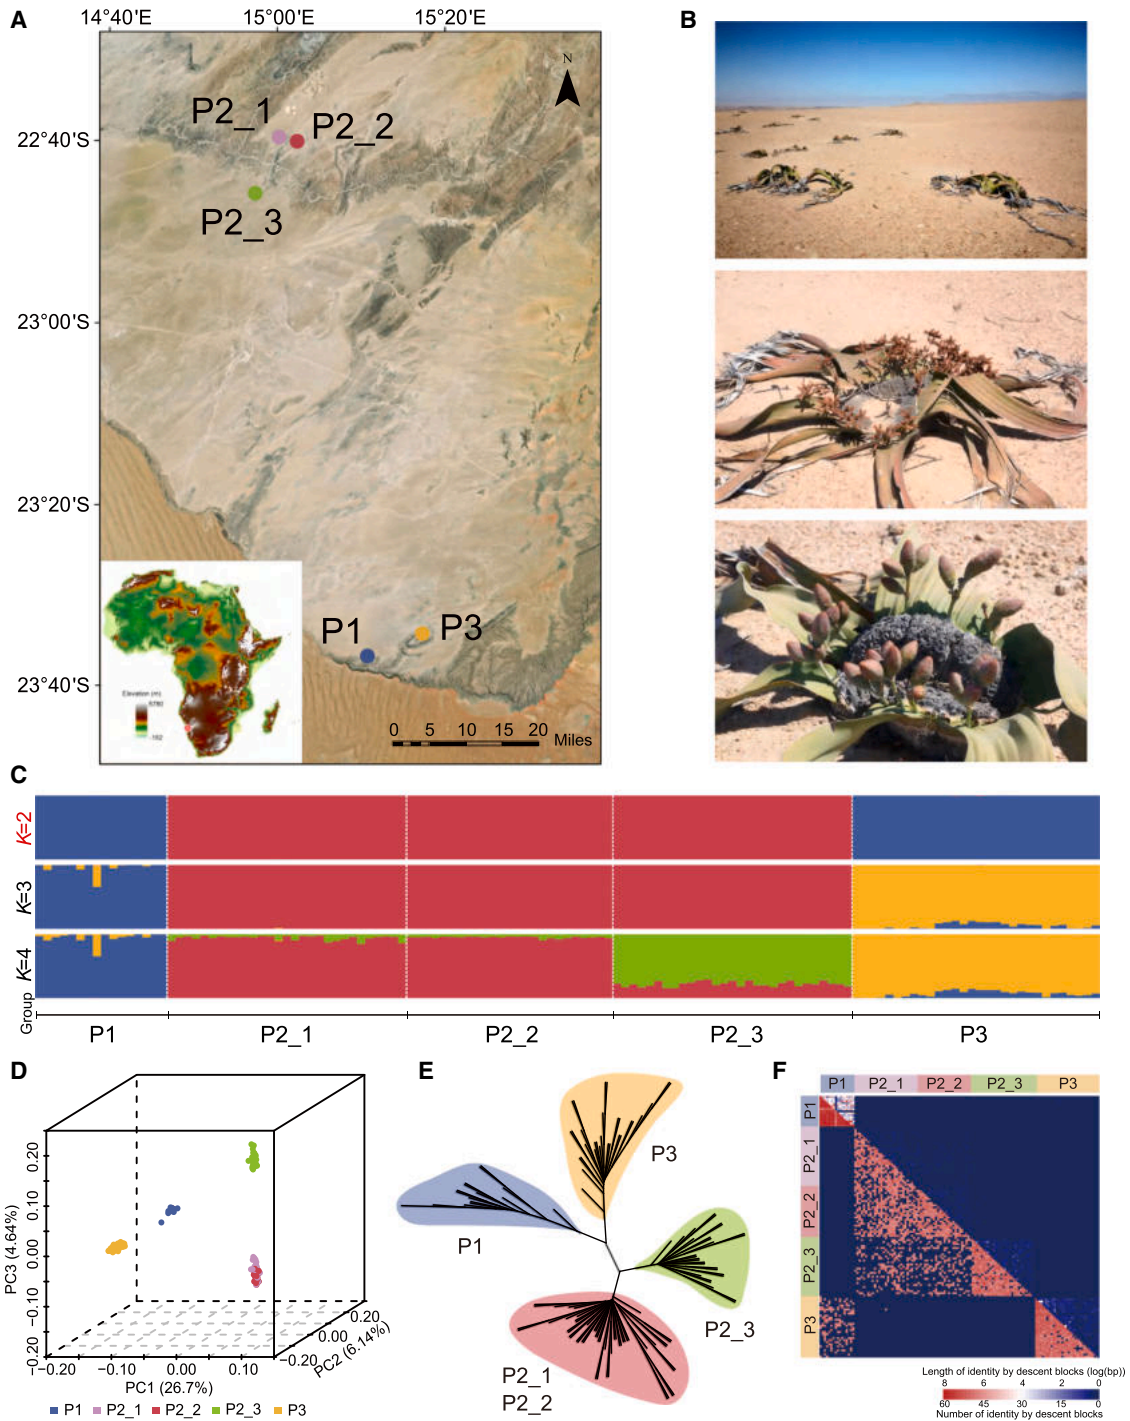 A
14°40'E 15°00'E 15°20'E
22°40'S
23°00'S
23°20'S
23°40'S
N
P2_1
P2_2
P2_3
P1
P3
Elevation (m)
0 5 10 15 20 Miles
B
C
K=2
K=3
K=4
Group
P1 P2_1 P2_2 P2_3 P3
D
PC3 (4.64%)
0.20
0.10
0.00
−0.10
−0.20
−0.20 −0.10 0.00 0.10
PC1 (26.7%)
−0.20 0.00 0.20
PC2 (6.14%)
P1 P2_1 P2_2 P2_3 P3
E
P3
P1
P2_3
P2_1
P2_2
F
P1 P2_1 P2_2 P2_3 P3
P1
P2_1
P2_2
P2_3
P3
Length of identity by descent blocks (log(bp))
8 6 4 2 0
60 45 30 15 0
Number of identity by descent blocks